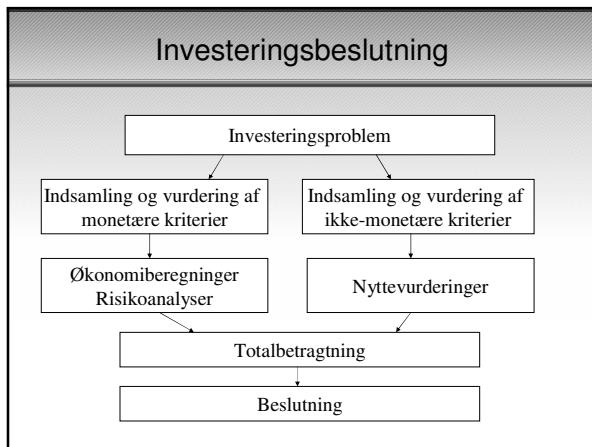 Investeringsbeslutning
Investeringsproblem
Indsamling og vurdering af
monetære kriterier
Indsamling og vurdering af
ikke-monetære kriterier
Økonomiberegninger
Risikoanalyser
Nyttevurderinger
Totalbetragtning
Beslutning